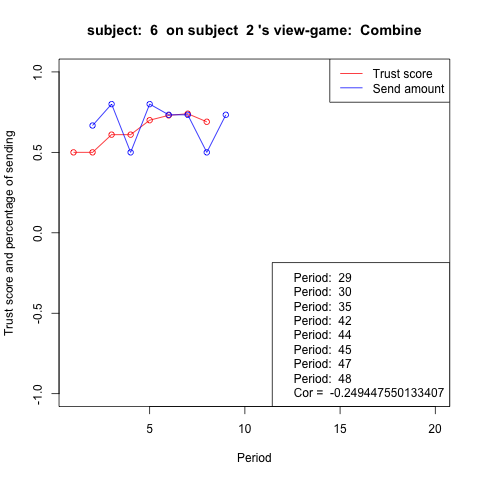 subject:  6  on subject  2 's view-game:  Combine
Trust score
Send amount
Trust score and percentage of sending
1.0
0.5
0.0
-0.5
-1.0
Period:  29
Period:  30
Period:  35
Period:  42
Period:  44
Period:  45
Period:  47
Period:  48
Cor =  -0.249447550133407
5 10 15 20
Period